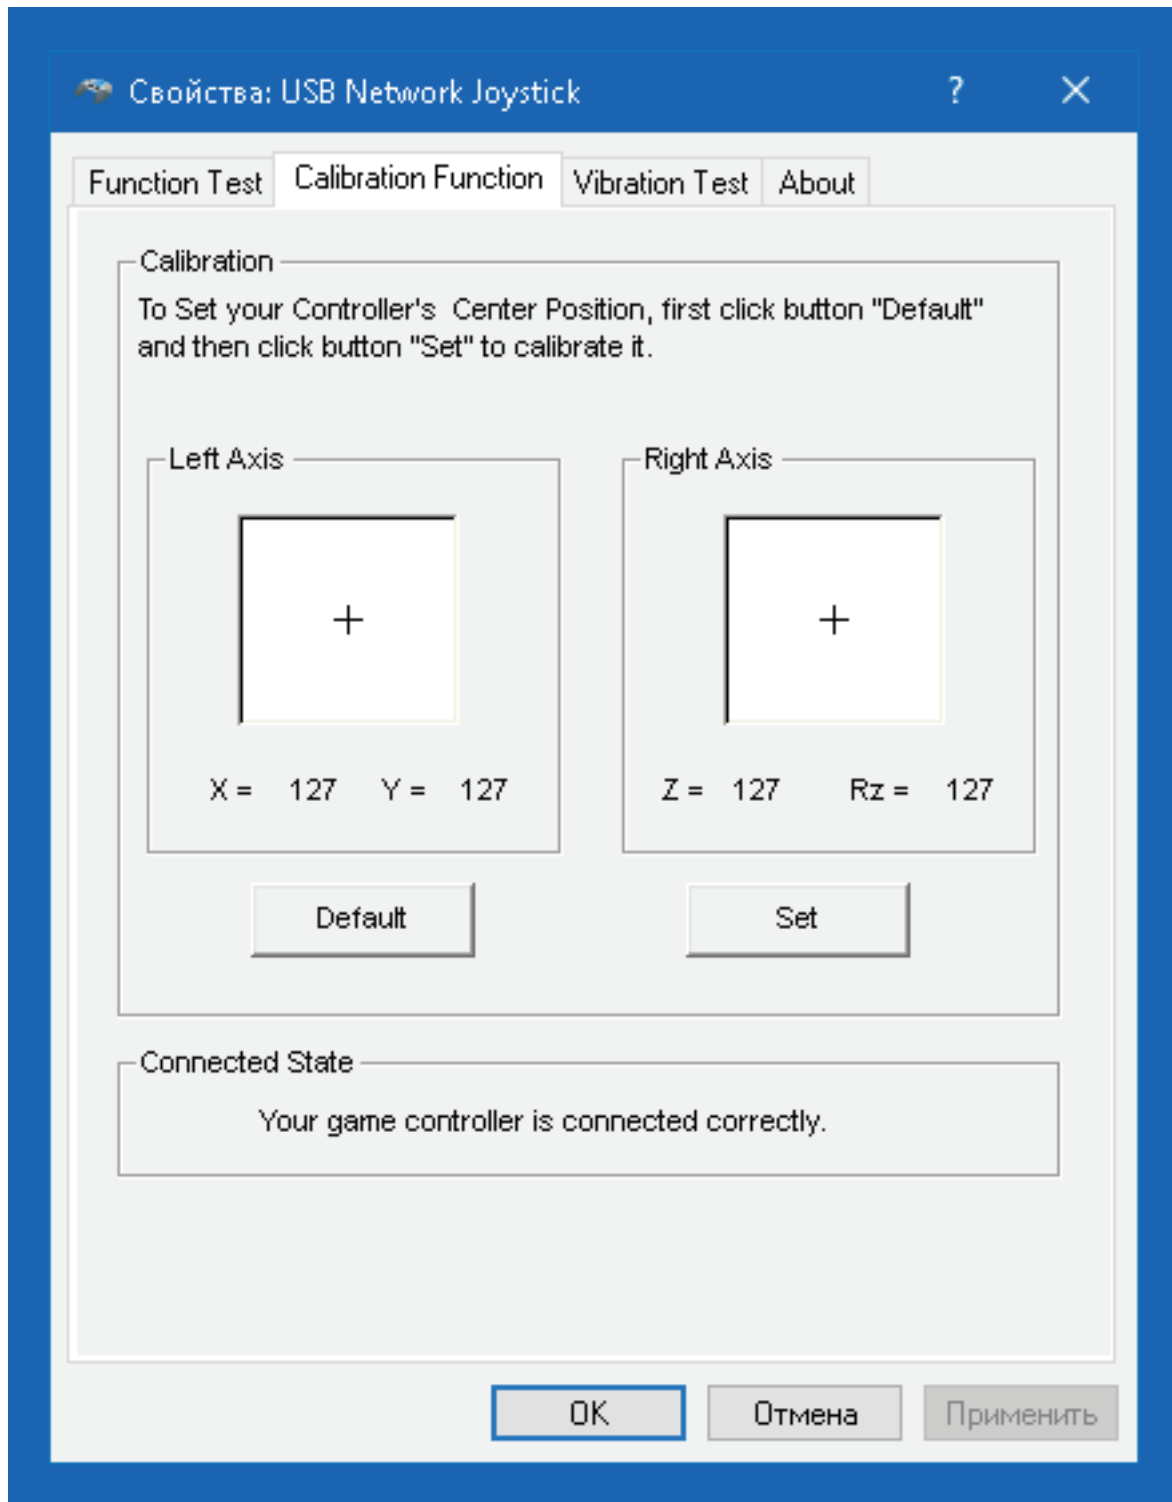 Свойства: USB Network Joystick ?
Function Test Calibration Function Vibration Test About
Calibration
To Set your Controller's  Center Position, first click button "Default"
and then click button "Set" to calibrate it.
Left Axis Right Axis
X = 127 Y = 127 Z = 127 Rz = 127
Default Set
Connected State
Your game controller is connected correctly.
OK Отмена Применить